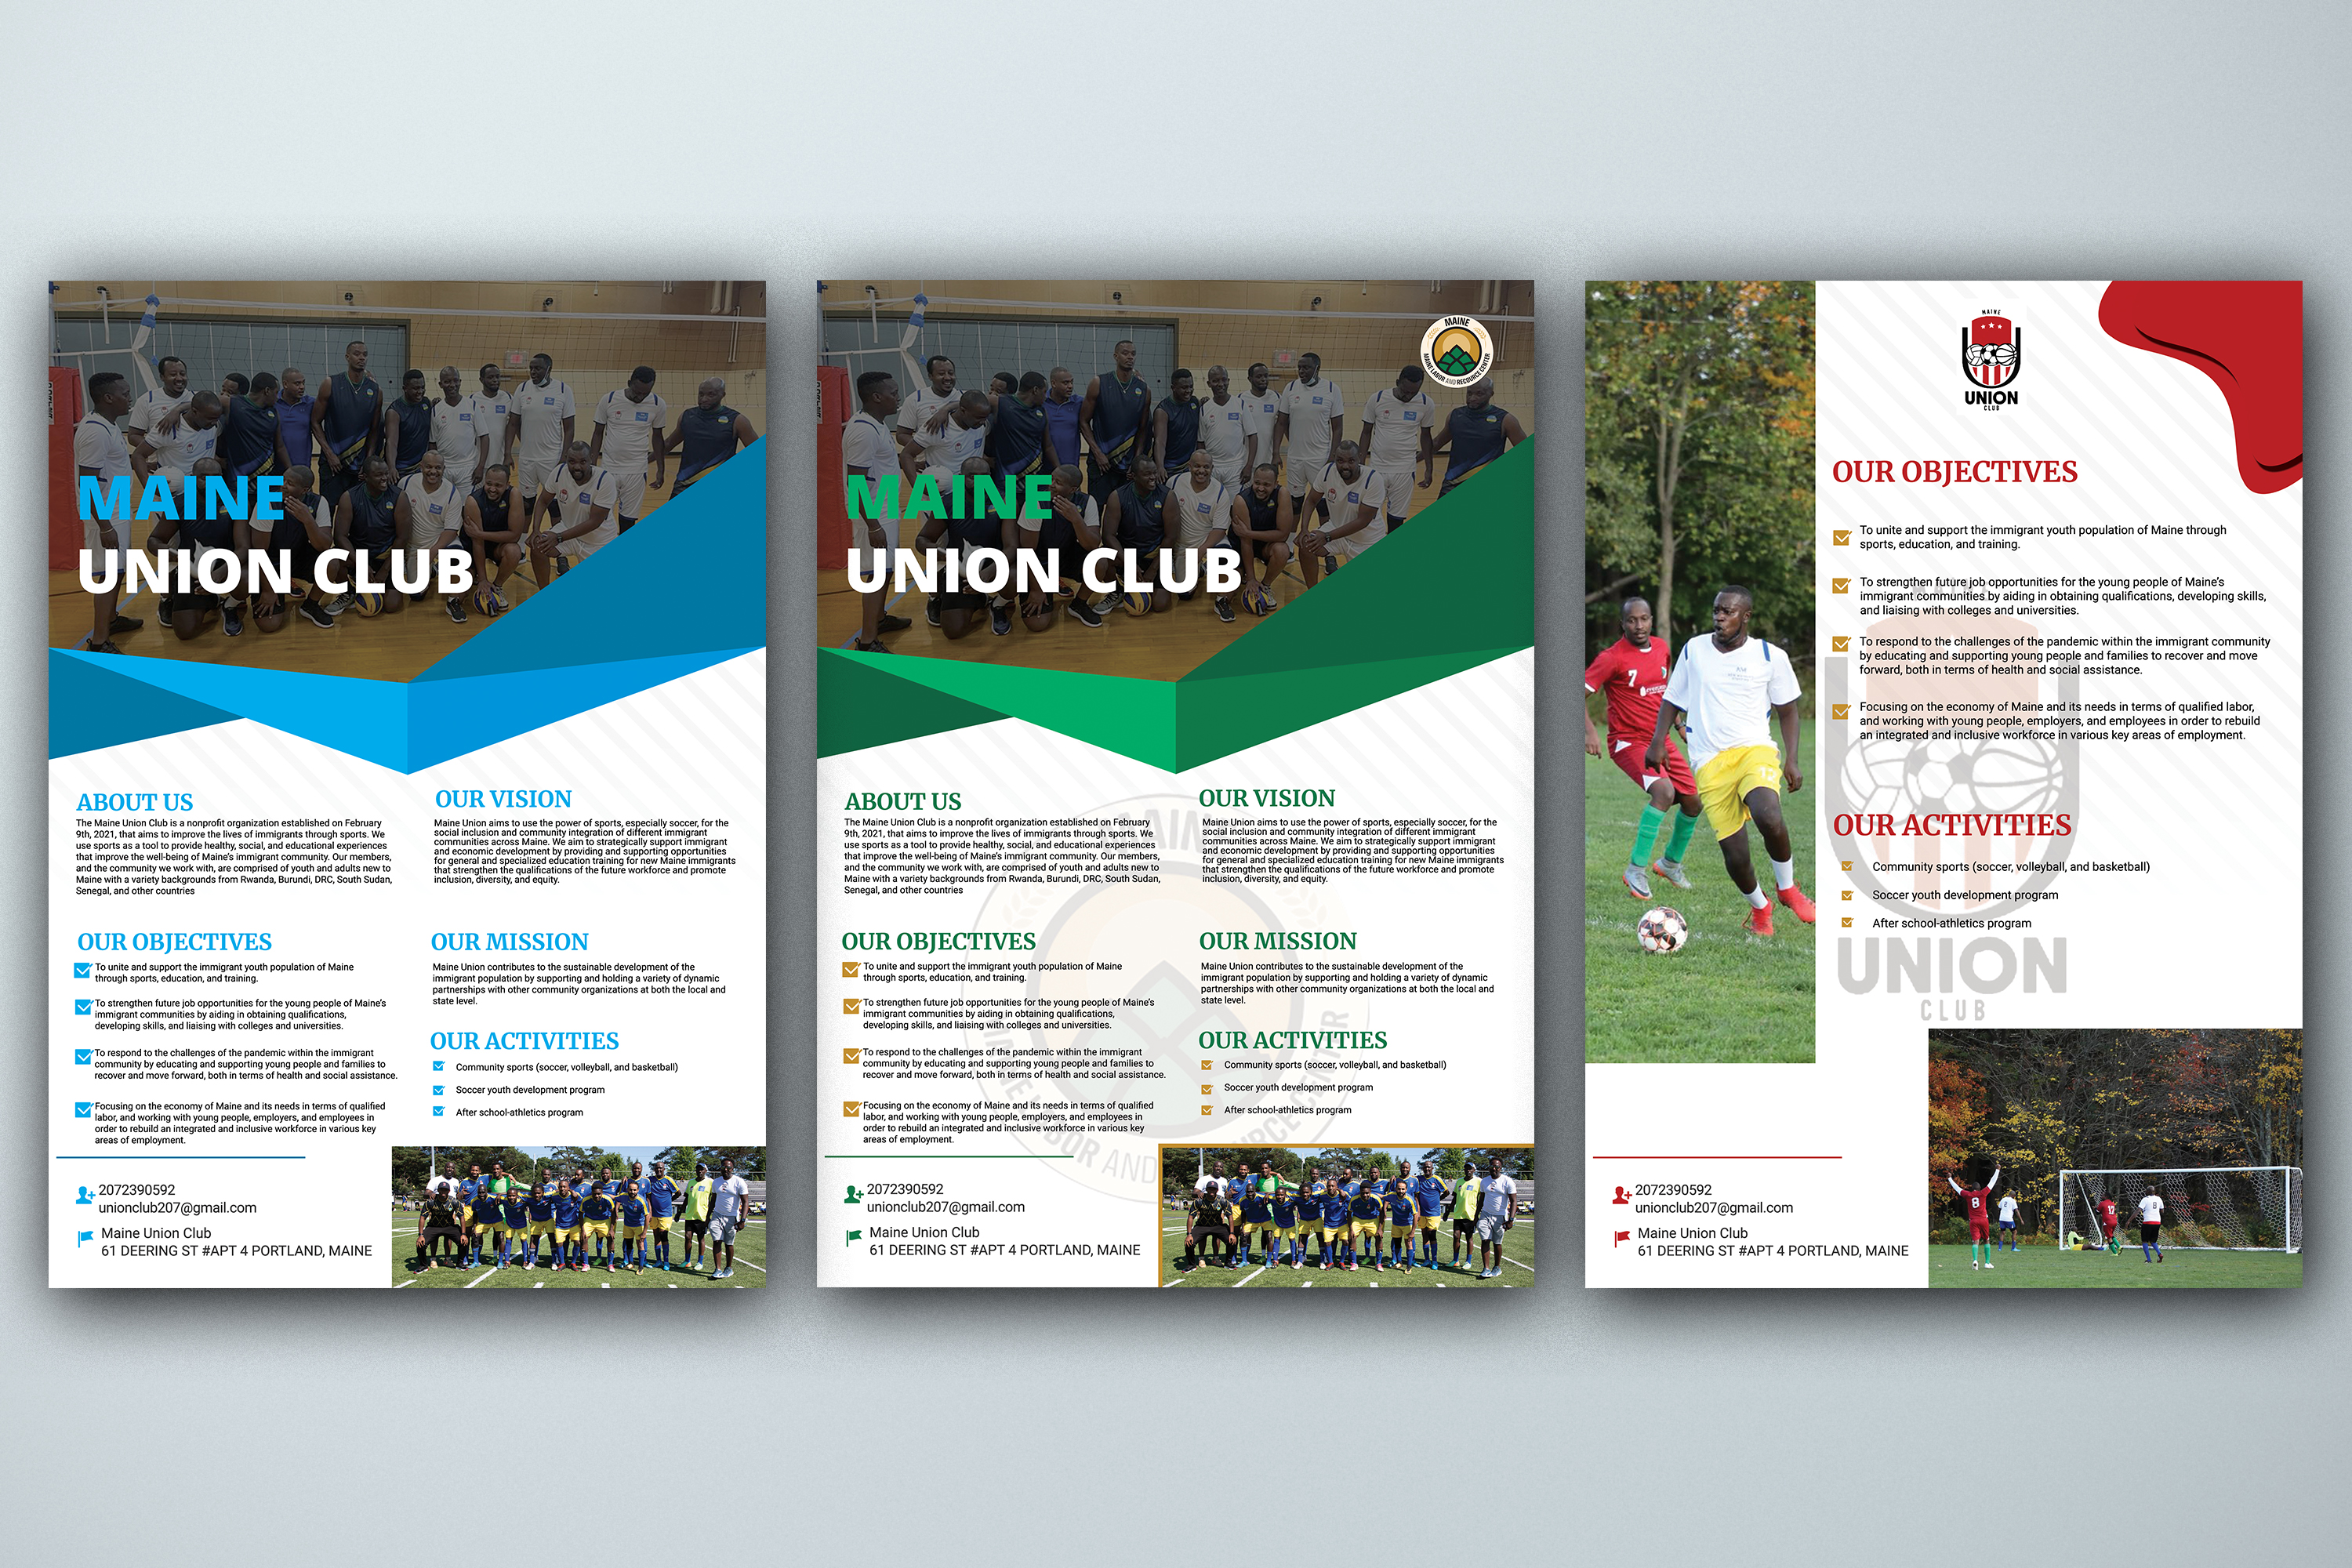 MAINE
UNION CLUB
ABOUT US
The Maine Union Club is a nonprofit organization established on February
9th, 2021, that aims to improve the lives of immigrants through sports. We
use sports as a tool to provide healthy, social, and educational experiences
that improve the well-being of Maine's immigrant community. Our members,
and the community we work with, are comprised of youth and adults new to
Maine with a variety backgrounds from Rwanda, Burundi, DRC, South Sudan,
Senegal, and other countries
OUR VISION
Maine Union aims to use the power of sports, especially soccer, for the
social inclusion and community integration of different immigrant
communities across Maine. We aim to strategically support immigrant
and economic development by providing and supporting opportunities
for general and specialized education training for new Maine immigrants
that strengthen the qualifications of the future workforce and promote
inclusion, diversity, and equity.
OUR OBJECTIVES
To unite and support the immigrant youth population of Maine
through sports, education, and training.
To strengthen future job opportunities for the young people of Maine's
immigrant communities by aiding in obtaining qualifications,
developing skills, and liaising with colleges and universities.
To respond to the challenges of the pandemic within the immigrant
community by educating and supporting young people and families to
recover and move forward, both in terms of health and social assistance.
Focusing on the economy of Maine and its needs in terms of qualified
labor, and working with young people, employers, and employees in
order to rebuild an integrated and inclusive workforce in various key
areas of employment.
OUR MISSION
Maine Union contributes to the sustainable development of the
immigrant population by supporting and holding a variety of dynamic
partnerships with other community organizations at both the local and
state level.
OUR ACTIVITIES
Community sports (soccer, volleyball, and basketball)
Soccer youth development program
After school-athletics program
2072390592
unionclub207@gmail.com
Maine Union Club
61 DEERING ST #APT 4 PORTLAND, MAINE
MAINE
MAINE LABOR AND RECOURCE CENTER
MAINE
UNION CLUB
ABOUT US
The Maine Union Club is a nonprofit organization established on February
9th, 2021, that aims to improve the lives of immigrants through sports. We
use sports as a tool to provide healthy, social, and educational experiences
that improve the well-being of Maine's immigrant community. Our members,
and the community we work with, are comprised of youth and adults new to
Maine with a variety backgrounds from Rwanda, Burundi, DRC, South Sudan,
Senegal, and other countries
OUR VISION
Maine Union aims to use the power of sports, especially soccer, for the
social inclusion and community integration of different immigrant
communities across Maine. We aim to strategically support immigrant
and economic development by providing and supporting opportunities
for general and specialized education training for new Maine immigrants
that strengthen the qualifications of the future workforce and promote
inclusion, diversity, and equity.
OUR OBJECTIVES
To unite and support the immigrant youth population of Maine
through sports, education, and training.
To strengthen future job opportunities for the young people of Maine's
immigrant communities by aiding in obtaining qualifications,
developing skills, and liaising with colleges and universities.
To respond to the challenges of the pandemic within the immigrant
community by educating and supporting young people and families to
recover and move forward, both in terms of health and social assistance.
Focusing on the economy of Maine and its needs in terms of qualified
labor, and working with young people, employers, and employees in
order to rebuild an integrated and inclusive workforce in various key
areas of employment.
OUR MISSION
Maine Union contributes to the sustainable development of the
immigrant population by supporting and holding a variety of dynamic
partnerships with other community organizations at both the local and
state level.
OUR ACTIVITIES
Community sports (soccer, volleyball, and basketball)
Soccer youth development program
After school-athletics program
2072390592
unionclub207@gmail.com
Maine Union Club
61 DEERING ST #APT 4 PORTLAND, MAINE
MAINE
UNION
CLUB
OUR OBJECTIVES
To unite and support the immigrant youth population of Maine through
sports, education, and training.
To strengthen future job opportunities for the young people of Maine's
immigrant communities by aiding in obtaining qualifications, developing skills,
and liaising with colleges and universities.
To respond to the challenges of the pandemic within the immigrant community
by educating and supporting young people and families to recover and move
forward, both in terms of health and social assistance.
Focusing on the economy of Maine and its needs in terms of qualified labor,
and working with young people, employers, and employees in order to rebuild
an integrated and inclusive workforce in various key areas of employment.
7
12
OUR ACTIVITIES
Community sports (soccer, volleyball, and basketball)
Soccer youth development program
After school-athletics program
UNION
CLUB
8
12
2072390592
unionclub207@gmail.com
Maine Union Club
61 DEERING ST #APT 4 PORTLAND, MAINE